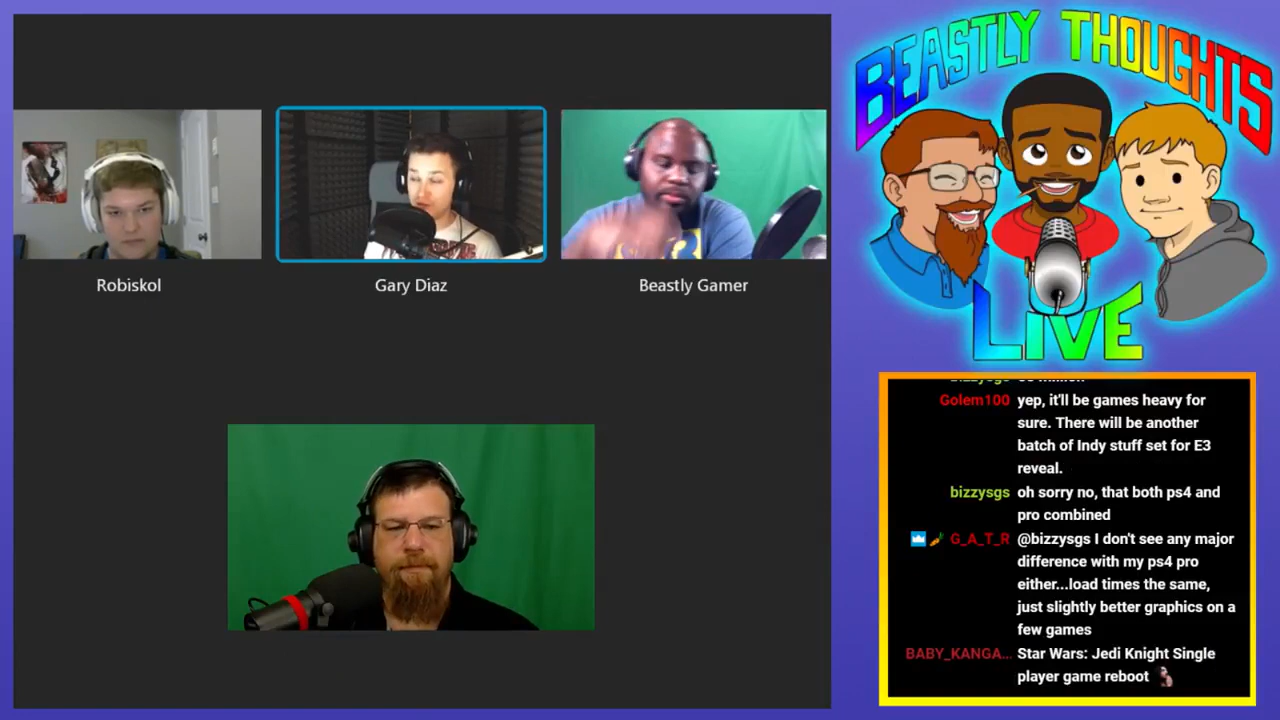 BEASTLY THOUGHTS
LIVE
Robiskol
Gary Diaz
Beastly Gamer
Golem100 yep, it'll be games heavy for
sure. There will be another
batch of Indy stuff set for E3
reveal.
bizzysgs oh sorry no, that both ps4 and
pro combined
G_A_T_R @bizzysgs I don't see any major
difference with my ps4 pro
either...load times the same,
just slightly better graphics on a
few games
BABY_KANGA... Star Wars: Jedi Knight Single
player game reboot